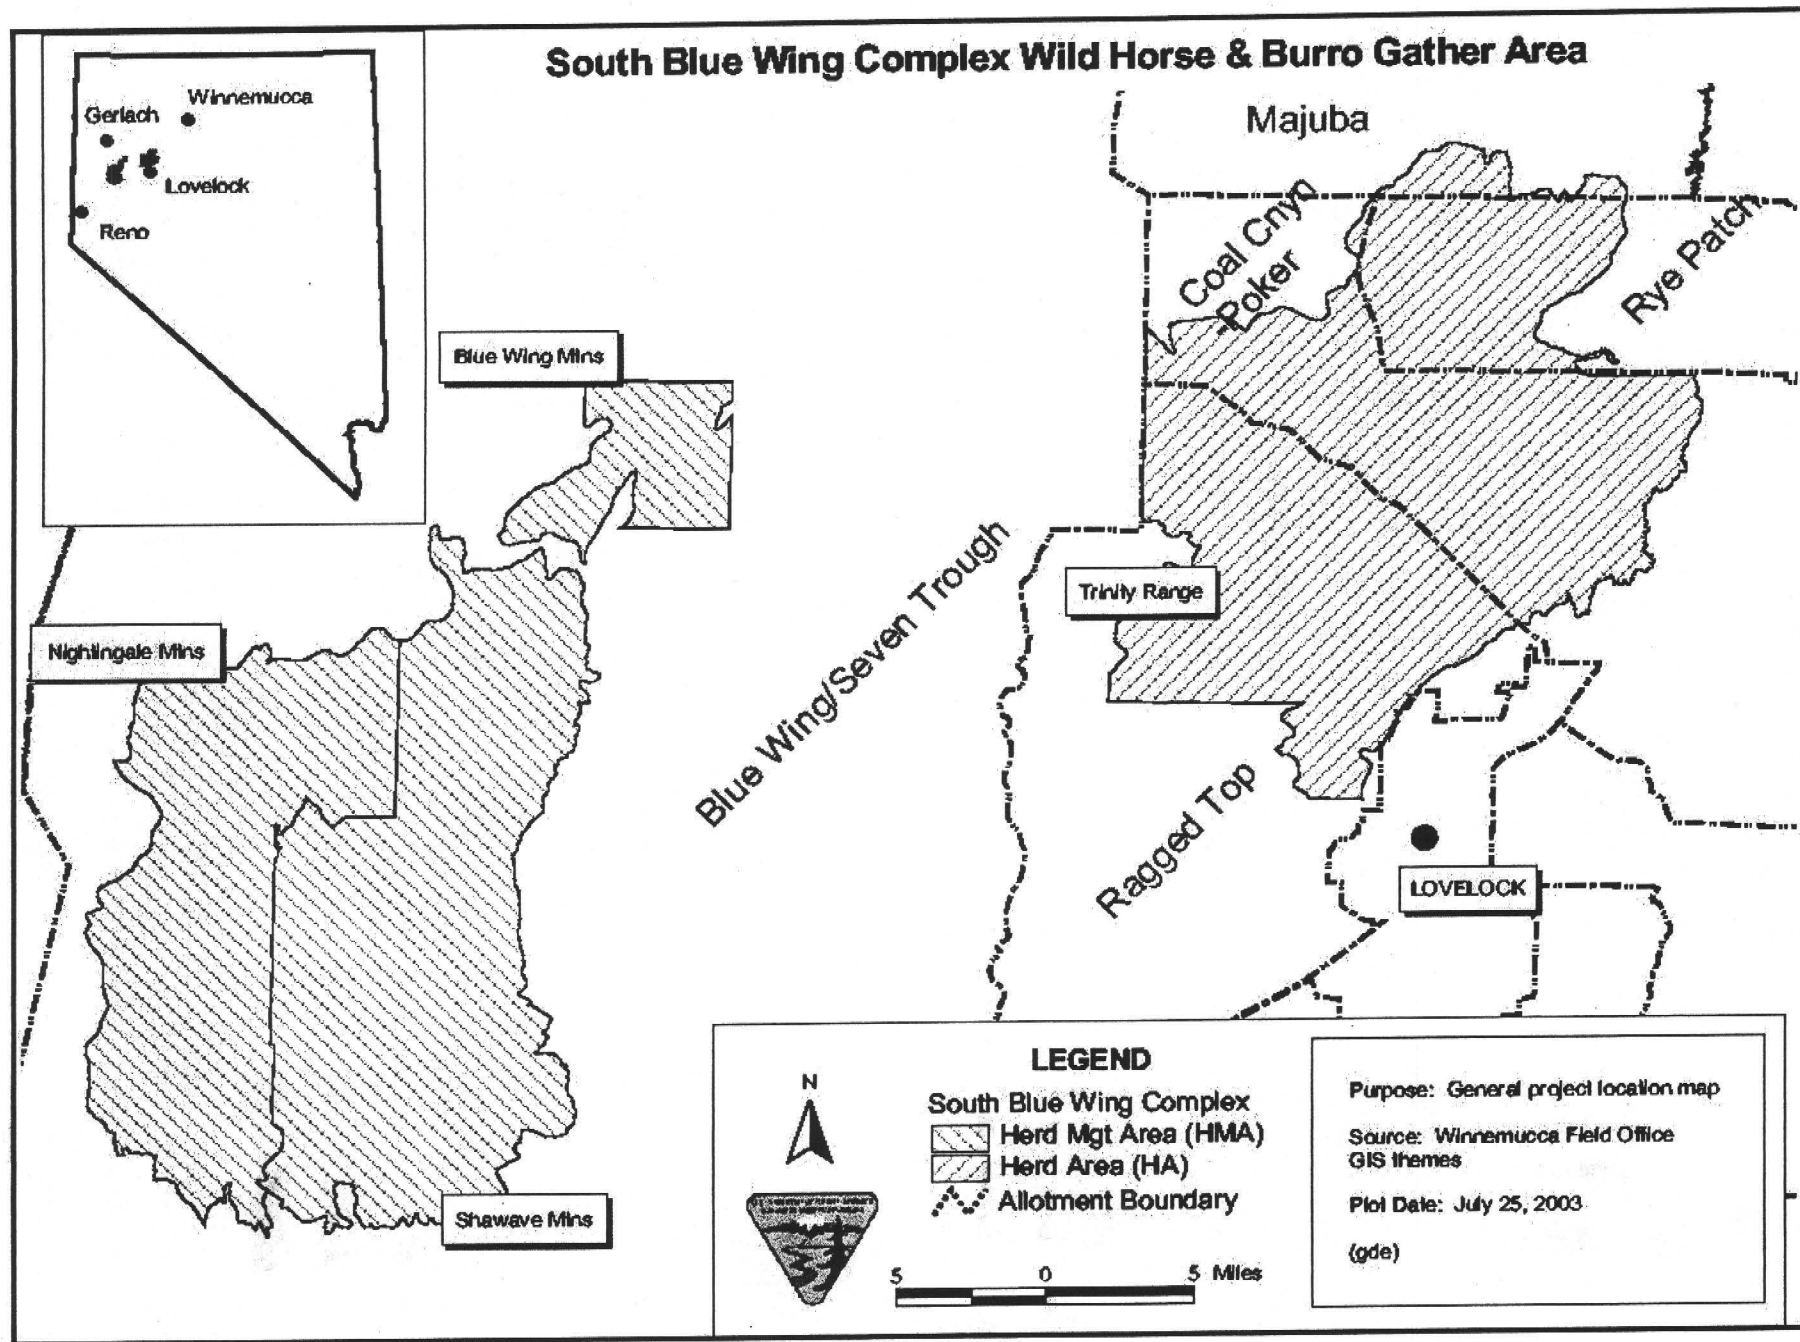 South Blue Wing Complex Wild Horse & Burro Gather Area
Winnemucca
Gerlach
Lovelock
Reno
Majuba
Coal Cnyn
-Poker
Rye Patch
Blue Wing Mtns
Blue Wing/Seven Trough
Trinity Range
Nightingale Mtns
Ragged Top
LOVELOCK
Shawave Mtns
LEGEND
N
South Blue Wing Complex
Herd Mgt Area (HMA)
Herd Area (HA)
Allotment Boundary
5 0 5 Miles
Purpose: General project location map
Source: Winnemucca Field Office
GIS themes
Plot Date: July 25, 2003
(gde)